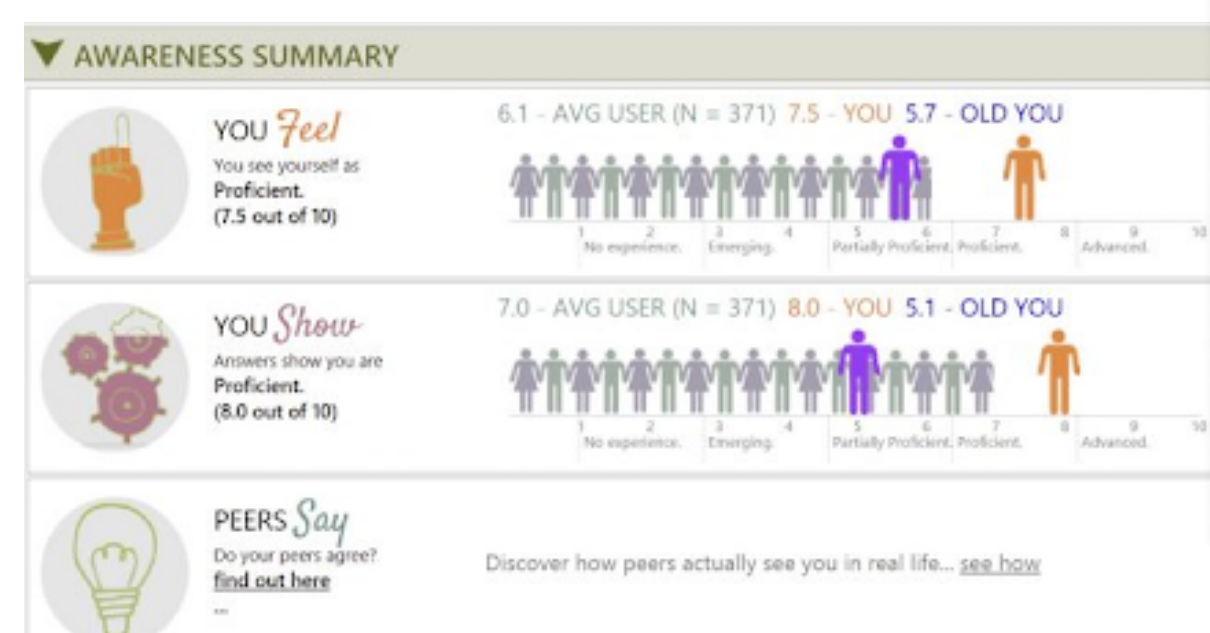 AWARENESS SUMMARY
YOU Feel
You see yourself as
Proficient.
(7.5 out of 10)
6.1 - AVG USER (N = 371) 7.5 - YOU 5.7 - OLD YOU
1 2 3 4 5 6 7 8 9 10
No experience. Emerging. Partially Proficient. Proficient. Advanced.
YOU Show
Answers show you are
Proficient.
(8.0 out of 10)
7.0 - AVG USER (N = 371) 8.0 - YOU 5.1 - OLD YOU
1 2 3 4 5 6 7 8 9 10
No experience. Emerging. Partially Proficient. Proficient. Advanced.
PEERS Say
Do your peers agree?
find out here
...
Discover how peers actually see you in real life... see how